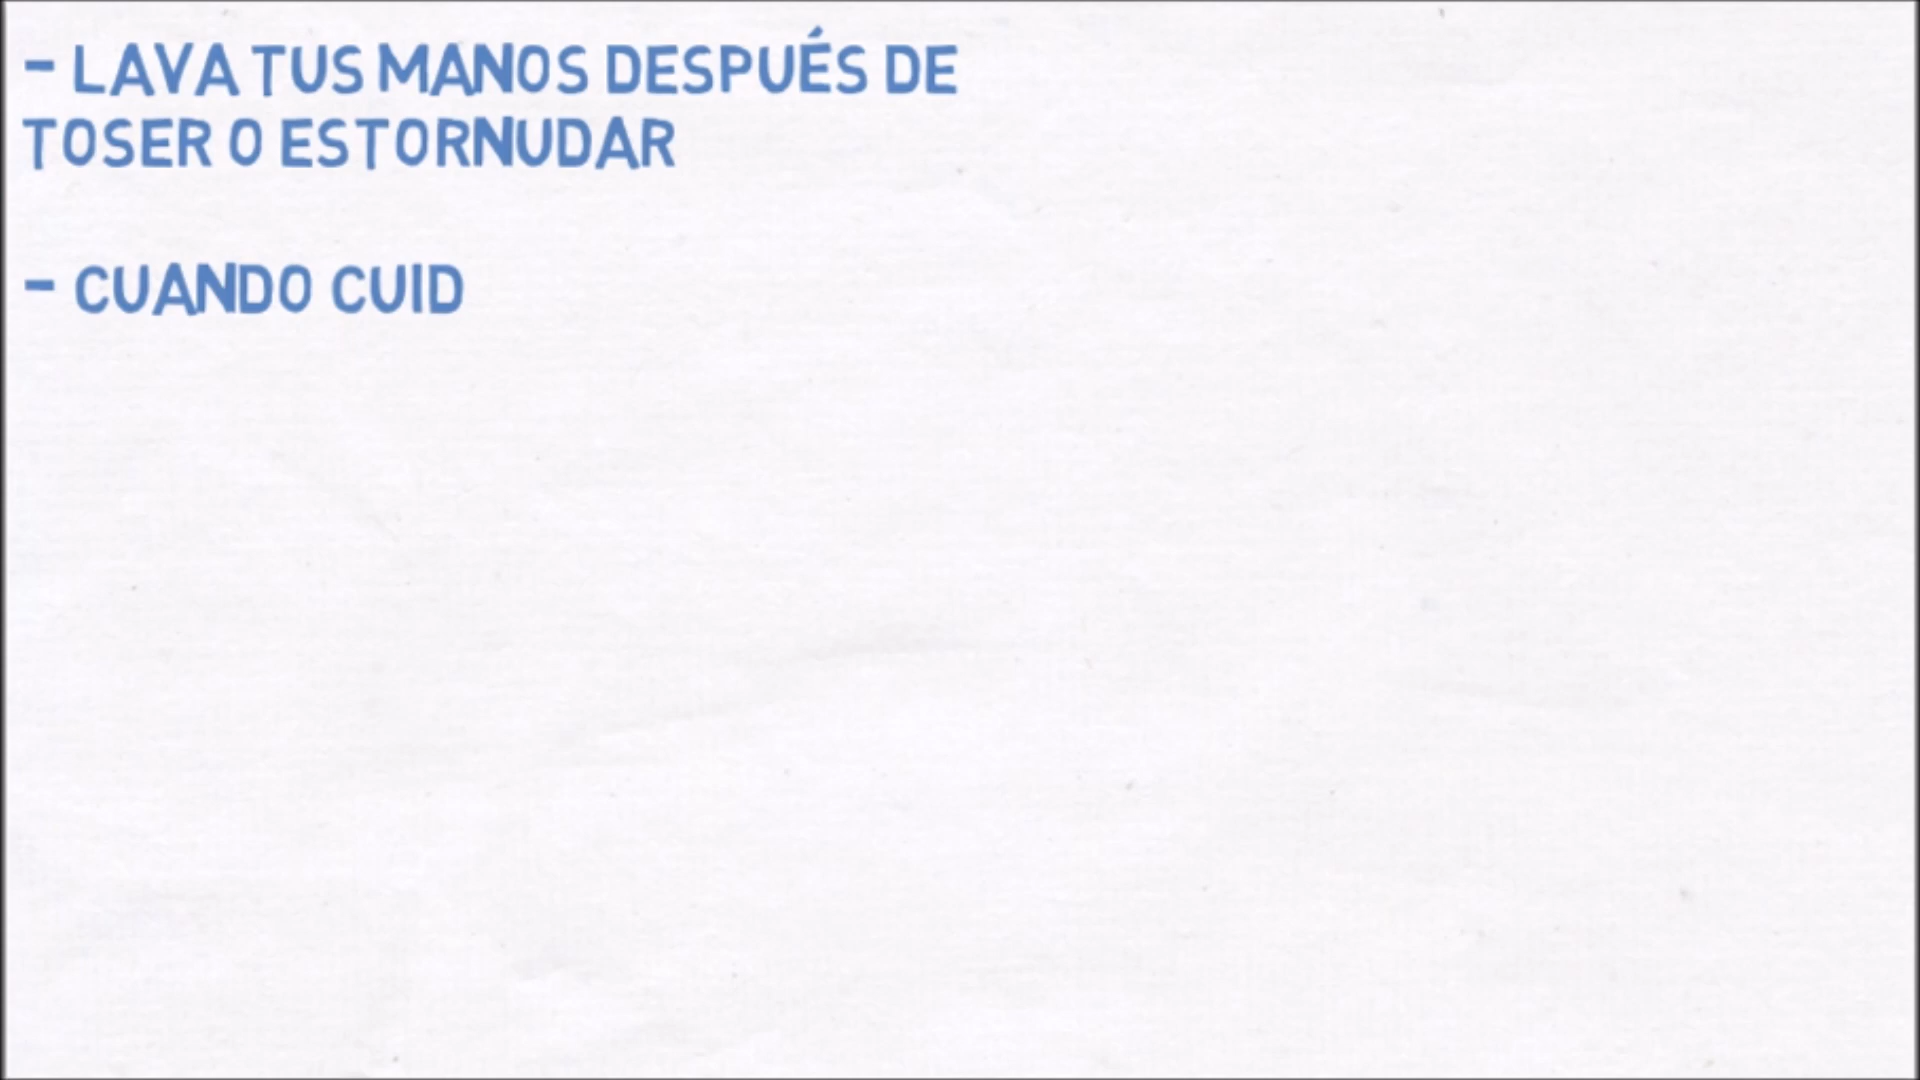 - LAVA TUS MANOS DESPUÉS DE
TOSER O ESTORNUDAR
- CUANDO CUID